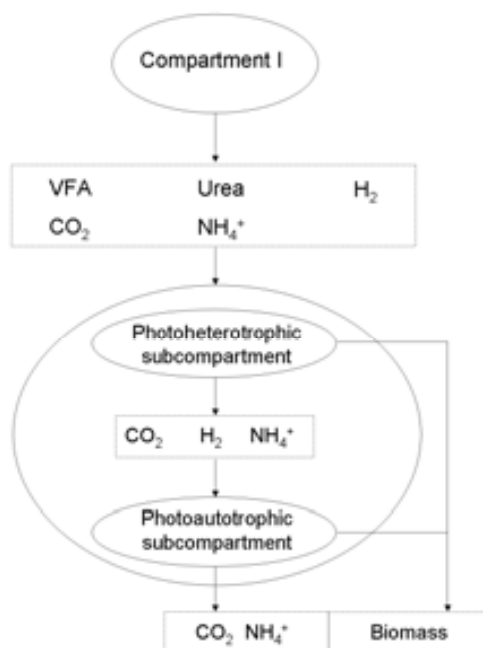 Compartment I
VFA Urea H₂
CO₂ NH₄⁺
Photoheterotrophic
subcompartment
CO₂ H₂ NH₄⁺
Photoautotrophic
subcompartment
CO₂ NH₄⁺ Biomass